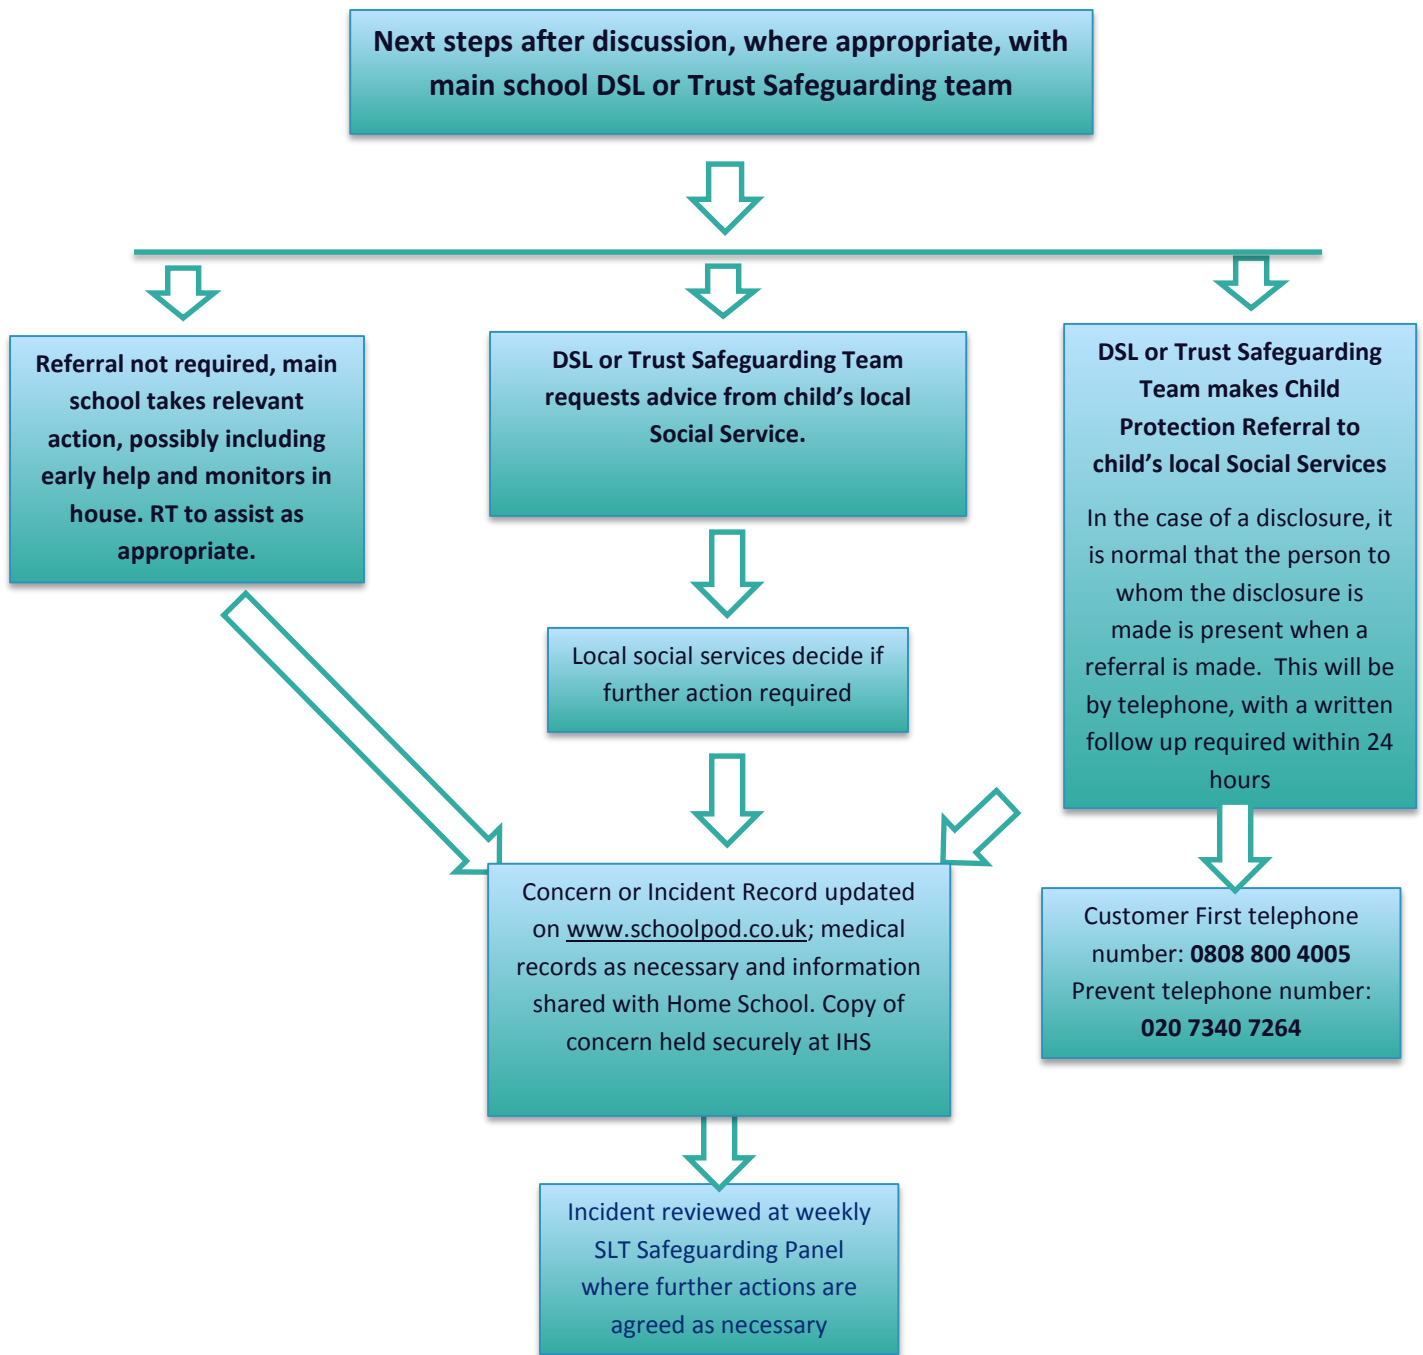 Next steps after discussion, where appropriate, with
main school DSL or Trust Safeguarding team
Referral not required, main
school takes relevant
action, possibly including
early help and monitors in
house. RT to assist as
appropriate.
DSL or Trust Safeguarding Team
requests advice from child’s local
Social Service.
Local social services decide if
further action required
DSL or Trust Safeguarding
Team makes Child
Protection Referral to
child’s local Social Services
In the case of a disclosure, it
is normal that the person to
whom the disclosure is
made is present when a
referral is made.  This will be
by telephone, with a written
follow up required within 24
hours
Concern or Incident Record updated
on www.schoolpod.co.uk; medical
records as necessary and information
shared with Home School. Copy of
concern held securely at IHS
Customer First telephone
number: 0808 800 4005
Prevent telephone number:
020 7340 7264
Incident reviewed at weekly
SLT Safeguarding Panel
where further actions are
agreed as necessary